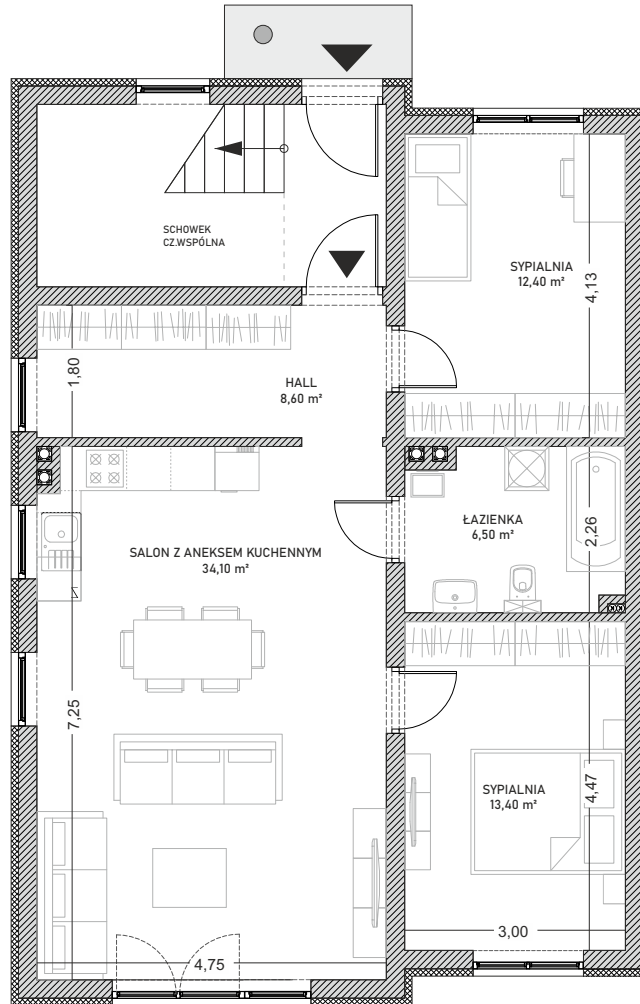 SCHOWEK
CZ.WSPÓLNA
SYPIALNIA
12,40 m²
4,13
1,80
HALL
8,60 m²
ŁAZIENKA
6,50 m²
2,26
SALON Z ANEKSEM KUCHENNYM
34,10 m²
7,25
SYPIALNIA
13,40 m²
4,47
3,00
4,75